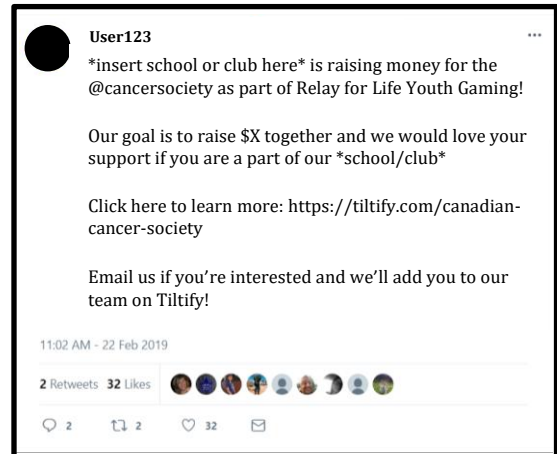 User123
*insert school or club here* is raising money for the
@cancersociety as part of Relay for Life Youth Gaming!
Our goal is to raise $X together and we would love your
support if you are a part of our *school/club*
Click here to learn more: https://tiltify.com/canadian-
cancer-society
Email us if you’re interested and we’ll add you to our
team on Tiltify!
11:02 AM - 22 Feb 2019
2 Retweets 32 Likes
2 2 32